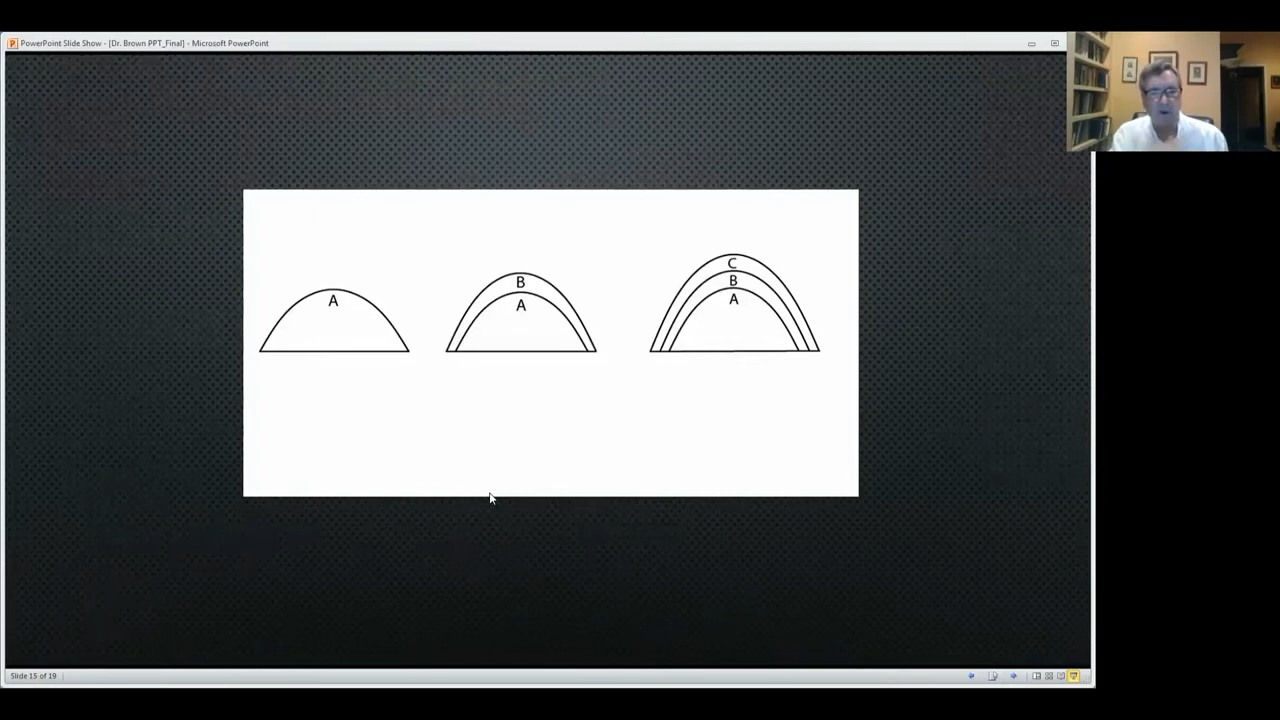 PowerPoint Slide Show - [Dr. Brown PPT_Final] - Microsoft PowerPoint
A
B
A
C
B
A
Slide 15 of 19